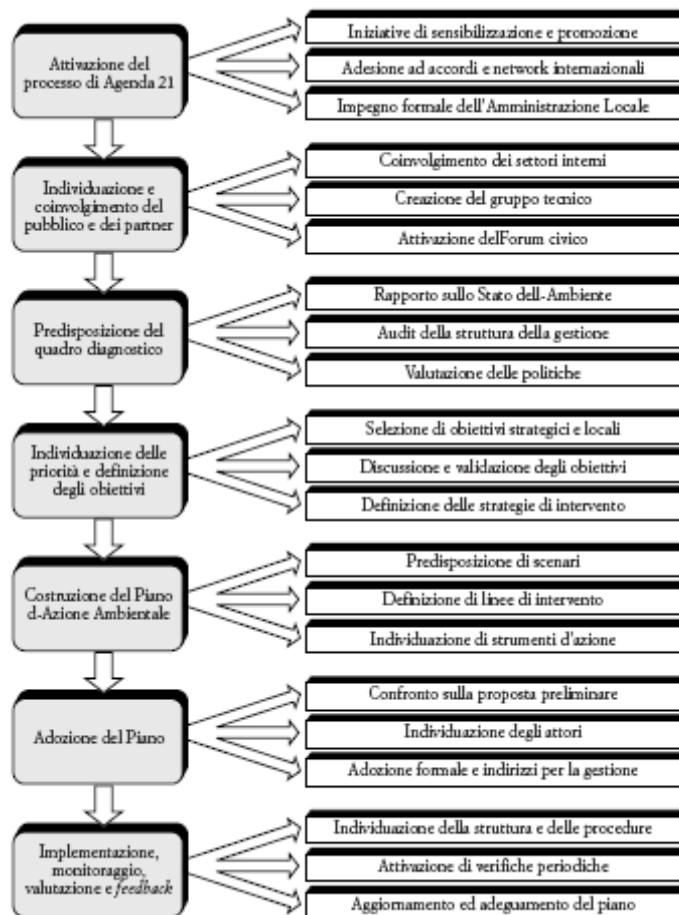 Attivazione del
processo di Agenda 21
Iniziative di sensibilizzazione e promozione
Adesione ad accordi e network internazionali
Impegno formale dell'Amministrazione Locale
Individuazione e
coinvolgimento del
pubblico e dei partner
Coinvolgimento dei settori interni
Creazione del gruppo tecnico
Attivazione delForum civico
Predisposizione del
quadro diagnostico
Rapporto sullo Stato dell-Ambiente
Audit della struttura della gestione
Valutazione delle politiche
Individuazione delle
priorità e definizione
degli obiettivi
Selezione di obiettivi strategici e locali
Discussione e validazione degli obiettivi
Definizione delle strategie di intervento
Costruzione del Piano
d-Azione Ambientale
Predisposizione di scenari
Definizione di linee di intervento
Individuazione di strumenti d'azione
Adozione del Piano
Confronto sulla proposta preliminare
Individuazione degli attori
Adozione formale e indirizzi per la gestione
Implementazione,
monitoraggio,
valutazione e feedback
Individuazione della struttura e delle procedure
Attivazione di verifiche periodiche
Aggiornamento ed adeguamento del piano